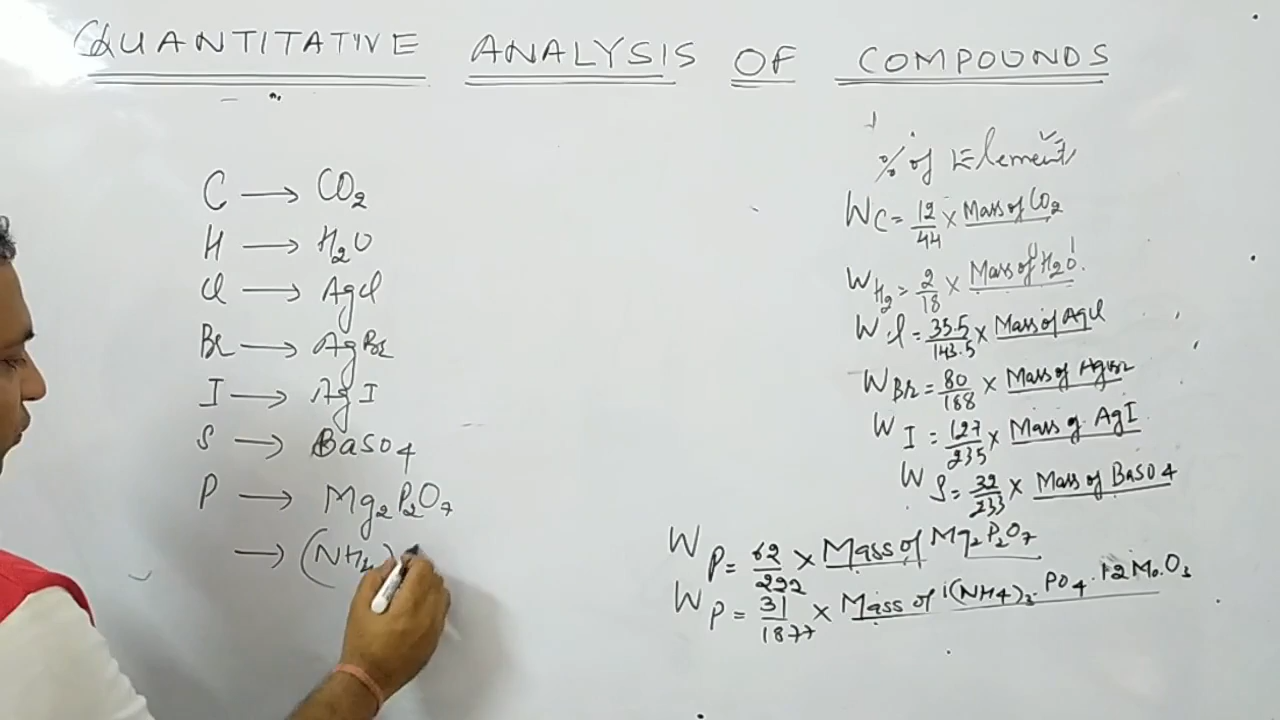 QUANTITATIVE ANALYSIS OF COMPOUNDS
C → CO2
H → H2O
Cl → AgCl
Br → AgBr
I → AgI
S → BaSO4
P → Mg2P2O7
→ (NH4)
% of Element
WC = 12/44 × Mass of CO2
WH2 = 2/18 × Mass of H2O.
WCl = 35.5/143.5 × Mass of AgCl
WBr = 80/188 × Mass of AgBr
WI = 127/235 × Mass of AgI
WS = 32/233 × Mass of BaSO4
WP = 62/222 × Mass of Mg2P2O7
WP = 31/1877 × Mass of (NH4)3.PO4.12MoO3